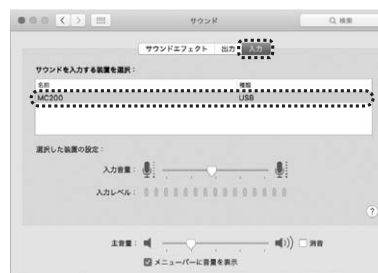 サウンド
検索
サウンドエフェクト 出力 入力
サウンドを入力する装置を選択：
名前 種類
MC200 USB
選択した装置の設定：
入力音量：
入力レベル：
?
主音量： 消音
メニューバーに音量を表示